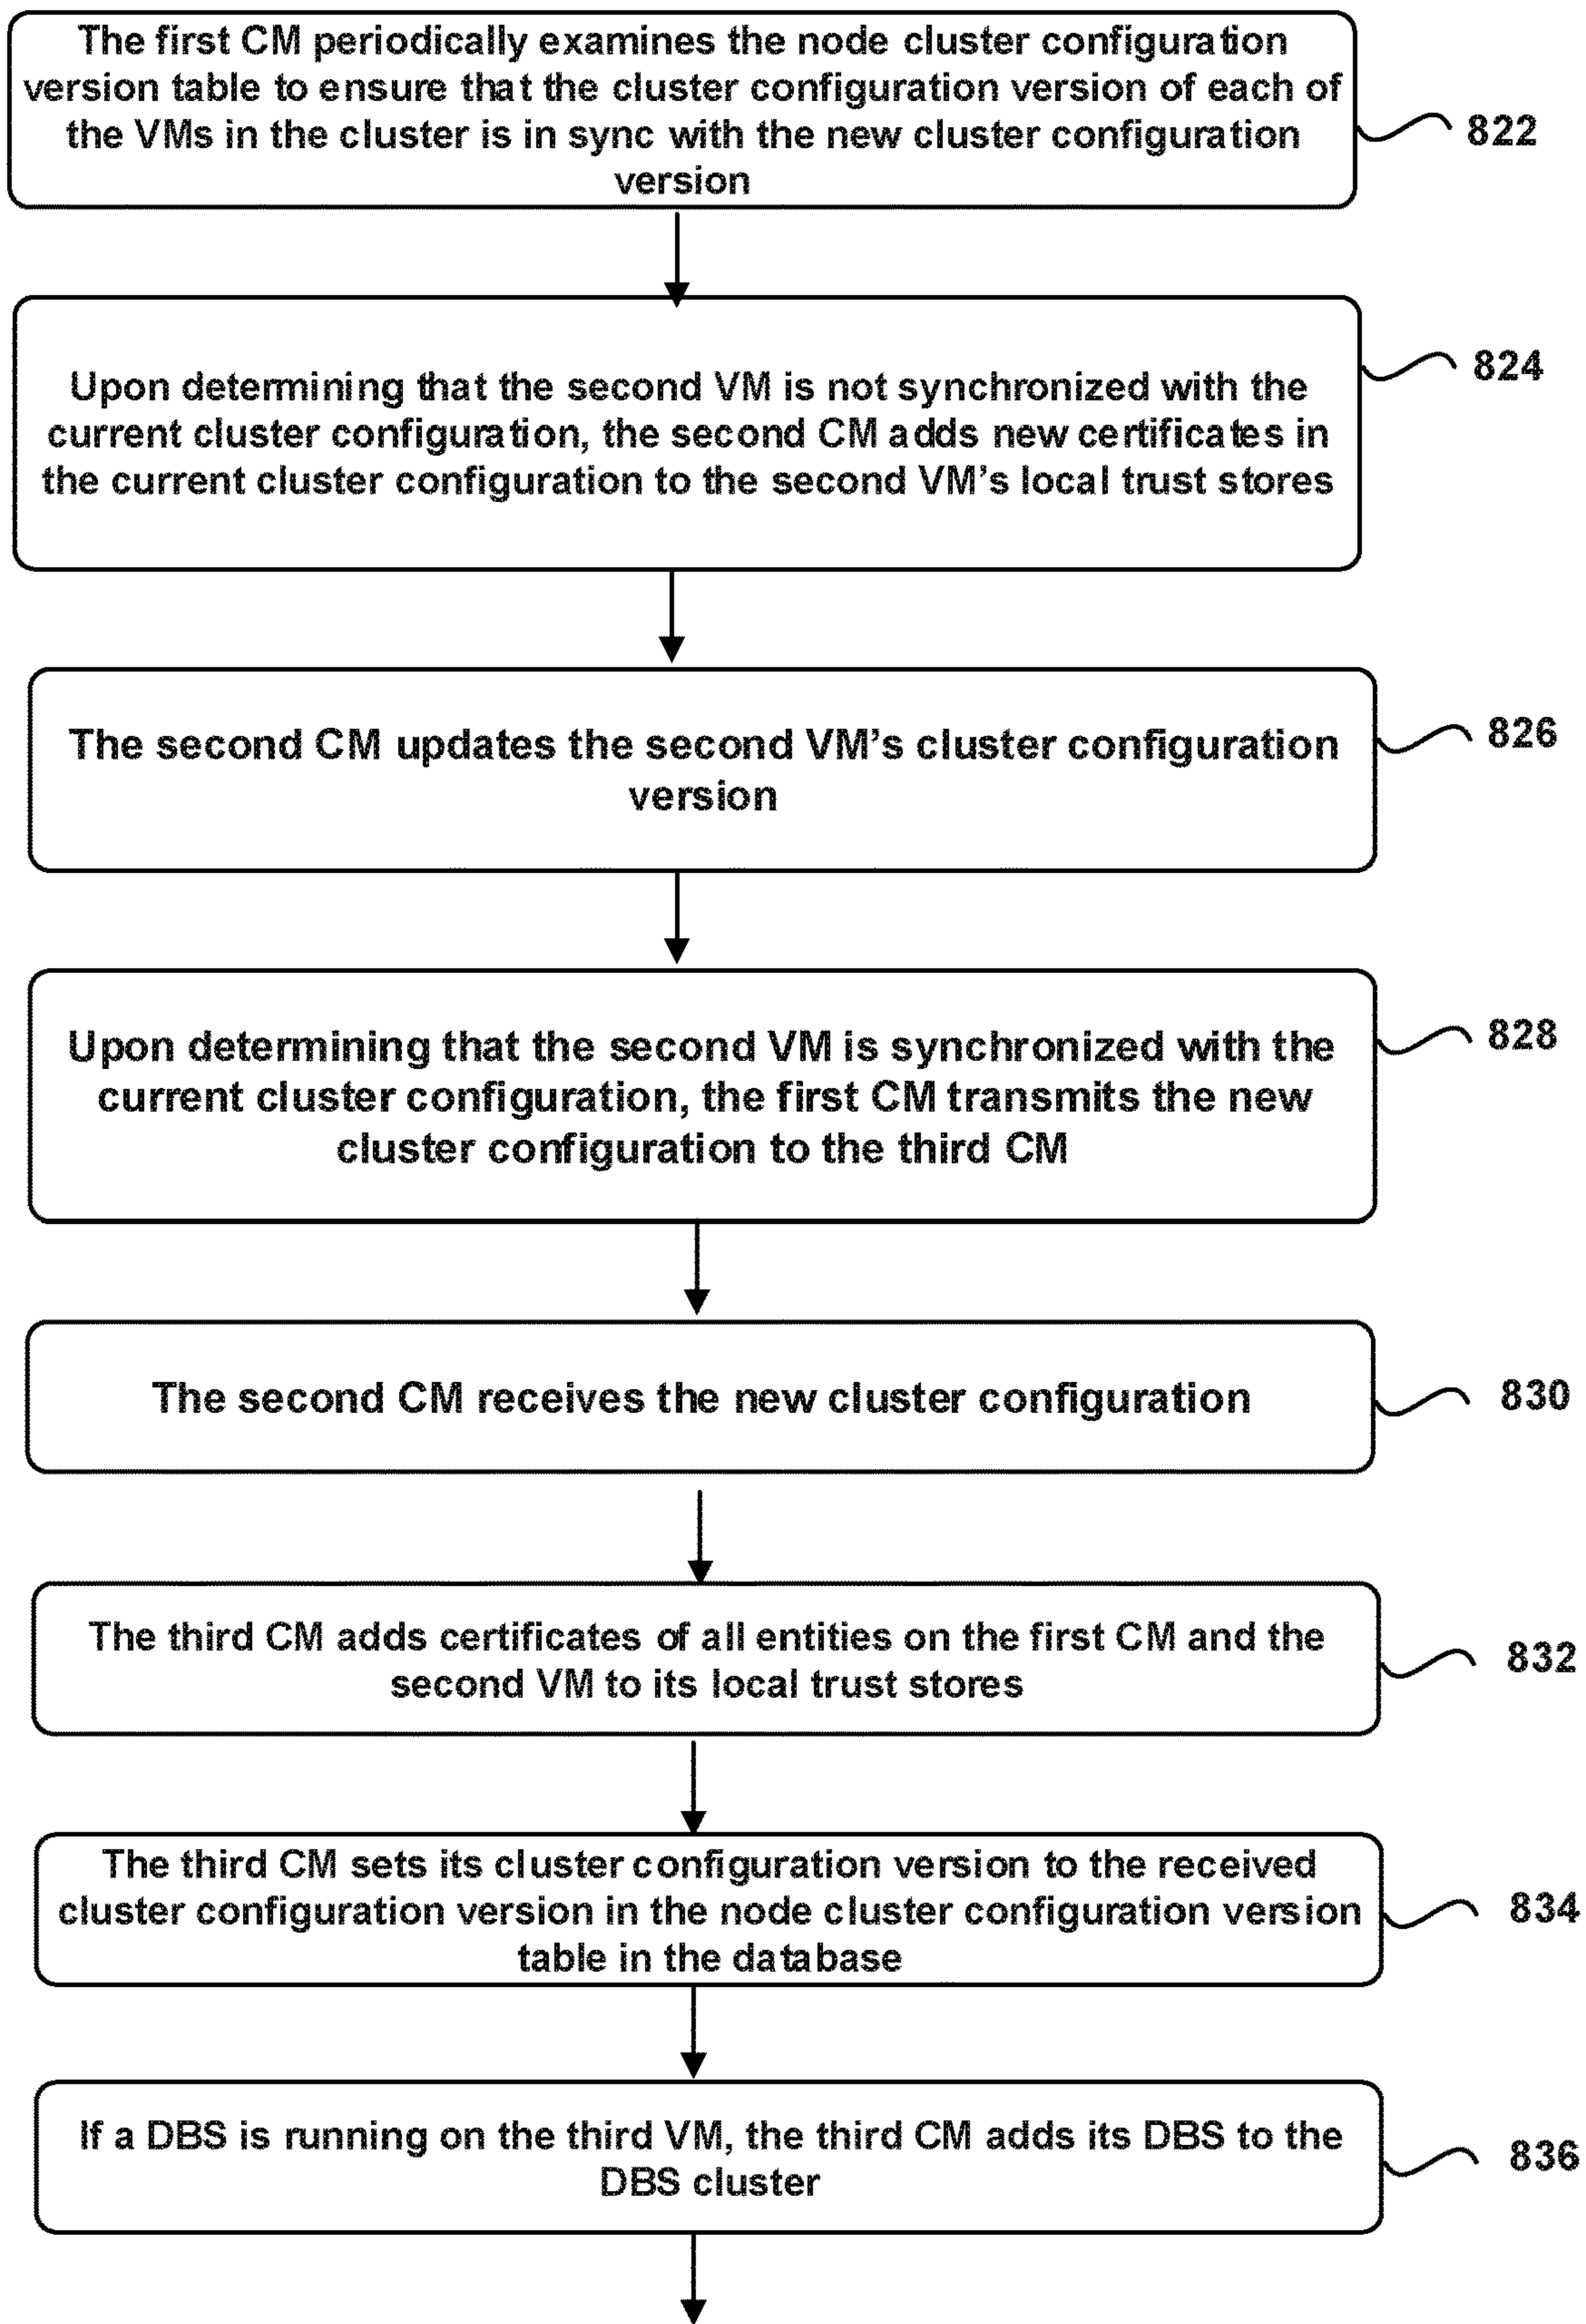 The first CM periodically examines the node cluster configuration
version table to ensure that the cluster configuration version of each of
the VMs in the cluster is in sync with the new cluster configuration
version
822
Upon determining that the second VM is not synchronized with the
current cluster configuration, the second CM adds new certificates in
the current cluster configuration to the second VM's local trust stores
824
The second CM updates the second VM's cluster configuration
version
826
Upon determining that the second VM is synchronized with the
current cluster configuration, the first CM transmits the new
cluster configuration to the third CM
828
The second CM receives the new cluster configuration
830
The third CM adds certificates of all entities on the first CM and the
second VM to its local trust stores
832
The third CM sets its cluster configuration version to the received
cluster configuration version in the node cluster configuration version
table in the database
834
If a DBS is running on the third VM, the third CM adds its DBS to the
DBS cluster
836